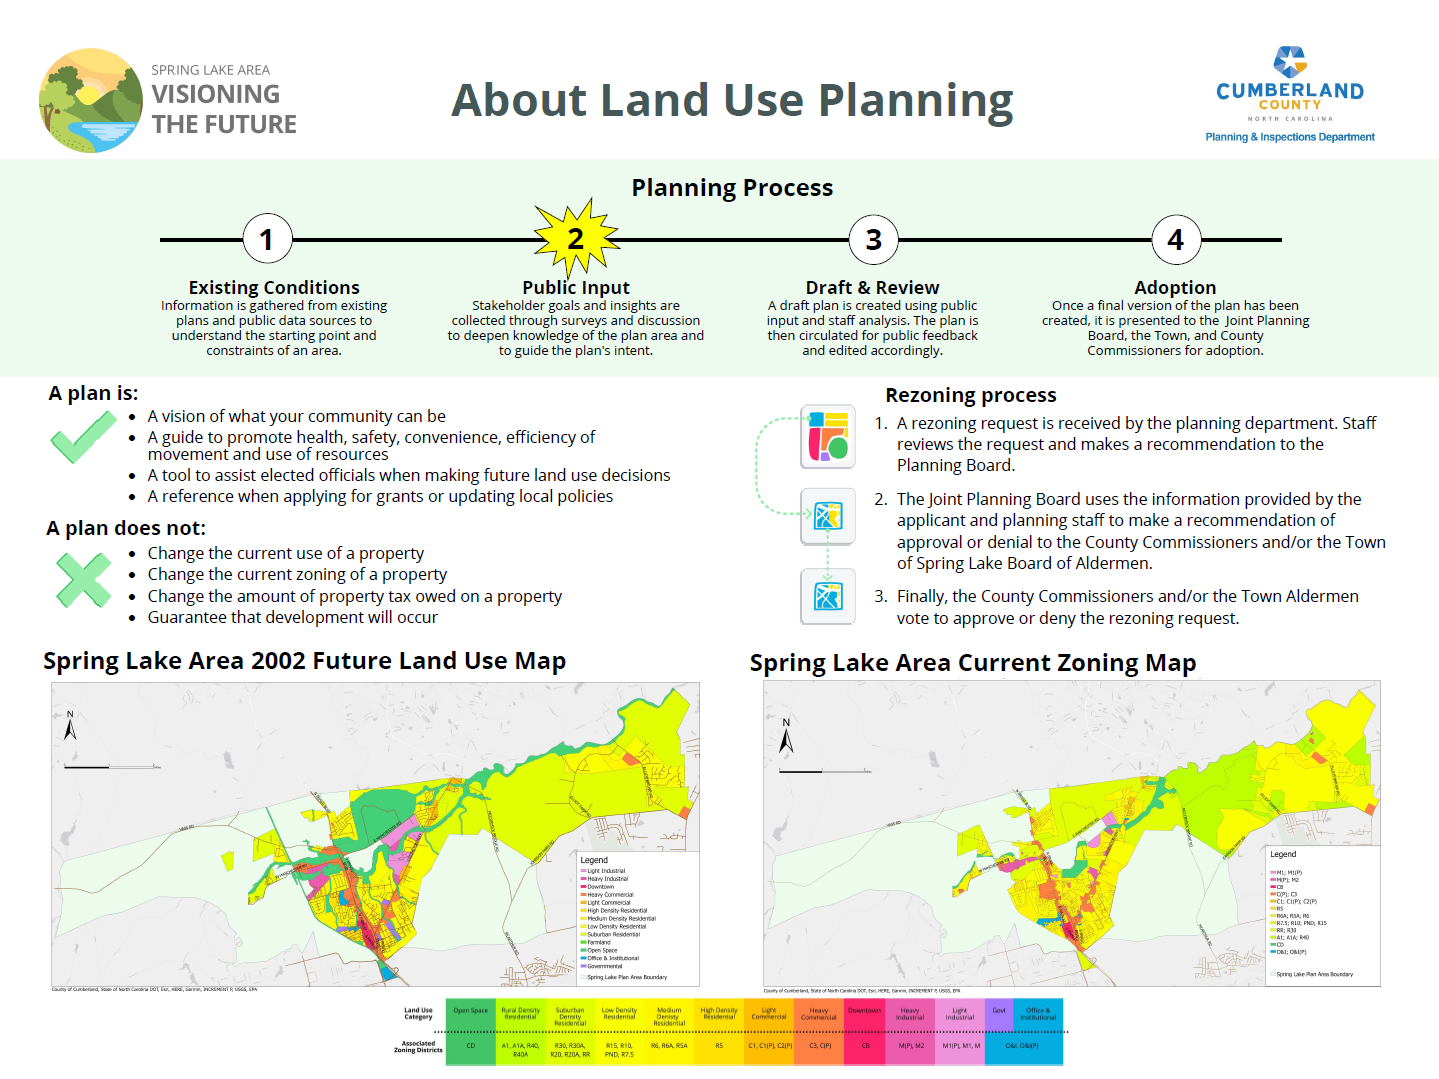 SPRING LAKE AREA
VISIONING
THE FUTURE
About Land Use Planning
CUMBERLAND
COUNTY
NORTH CAROLINA
Planning & Inspections Department
Planning Process
1
2
3
4
Existing Conditions
Information is gathered from existing
plans and public data sources to
understand the starting point and
constraints of an area.
Public Input
Stakeholder goals and insights are
collected through surveys and discussion
to deepen knowledge of the plan area and
to guide the plan's intent.
Draft & Review
A draft plan is created using public
input and staff analysis. The plan is
then circulated for public feedback
and edited accordingly.
Adoption
Once a final version of the plan has been
created, it is presented to the Joint Planning
Board, the Town, and County
Commissioners for adoption.
A plan is:
• A vision of what your community can be
• A guide to promote health, safety, convenience, efficiency of
movement and use of resources
• A tool to assist elected officials when making future land use decisions
• A reference when applying for grants or updating local policies
A plan does not:
• Change the current use of a property
• Change the current zoning of a property
• Change the amount of property tax owed on a property
• Guarantee that development will occur
Rezoning process
1. A rezoning request is received by the planning department. Staff
reviews the request and makes a recommendation to the
Planning Board.
2. The Joint Planning Board uses the information provided by the
applicant and planning staff to make a recommendation of
approval or denial to the County Commissioners and/or the Town
of Spring Lake Board of Aldermen.
3. Finally, the County Commissioners and/or the Town Aldermen
vote to approve or deny the rezoning request.
Spring Lake Area 2002 Future Land Use Map
N
Legend
Light Industrial
Heavy Industrial
Downtown
Heavy Commercial
Light Commercial
High Density Residential
Medium Density Residential
Low Density Residential
Suburban Residential
Farmland
Open Space
Office & Institutional
Governmental
Spring Lake Plan Area Boundary
County of Cumberland, State of North Carolina DOT, Esri, HERE, Garmin, INCREMENT P, USGS, EPA
Spring Lake Area Current Zoning Map
N
Legend
M1; M1(P)
M(P); M2
CB
C(P); C3
C1; C1(P); C2(P)
R5
R6A; R5A; R6
R7.5; R10; PND; R15
RR; R30
A1; A1A; R40
CD
O&I; O&I(P)
Spring Lake Plan Area Boundary
County of Cumberland, State of North Carolina DOT, Esri, HERE, Garmin, INCREMENT P, USGS, EPA
Land Use
Category
Open Space
Rural Density
Residential
Suburban
Density
Residential
Low Density
Residential
Medium
Density
Residential
High Density
Residential
Light
Commercial
Heavy
Commercial
Downtown
Heavy
Industrial
Light
Industrial
Govt
Office &
Institutional
Associated
Zoning Districts
CD
A1, A1A, R40,
R40A
R30, R30A,
R20, R20A, RR
R15, R10,
PND, R7.5
R6, R6A, R5A
R5
C1, C1(P), C2(P)
C3, C(P)
CB
M(P), M2
M1(P), M1, M
O&I, O&I(P)